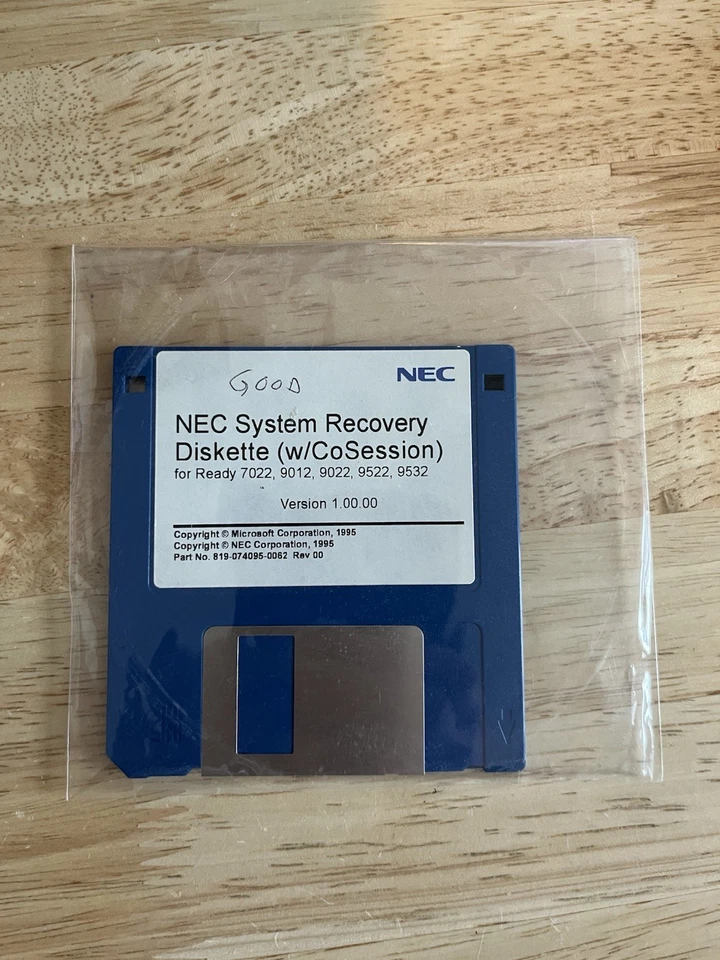 GOOD
NEC
NEC System Recovery
Diskette (w/CoSession)
for Ready 7022, 9012, 9022, 9522, 9532
Version 1.00.00
Copyright © Microsoft Corporation, 1995
Copyright © NEC Corporation, 1995
Part No. 819-074095-0062 Rev 00